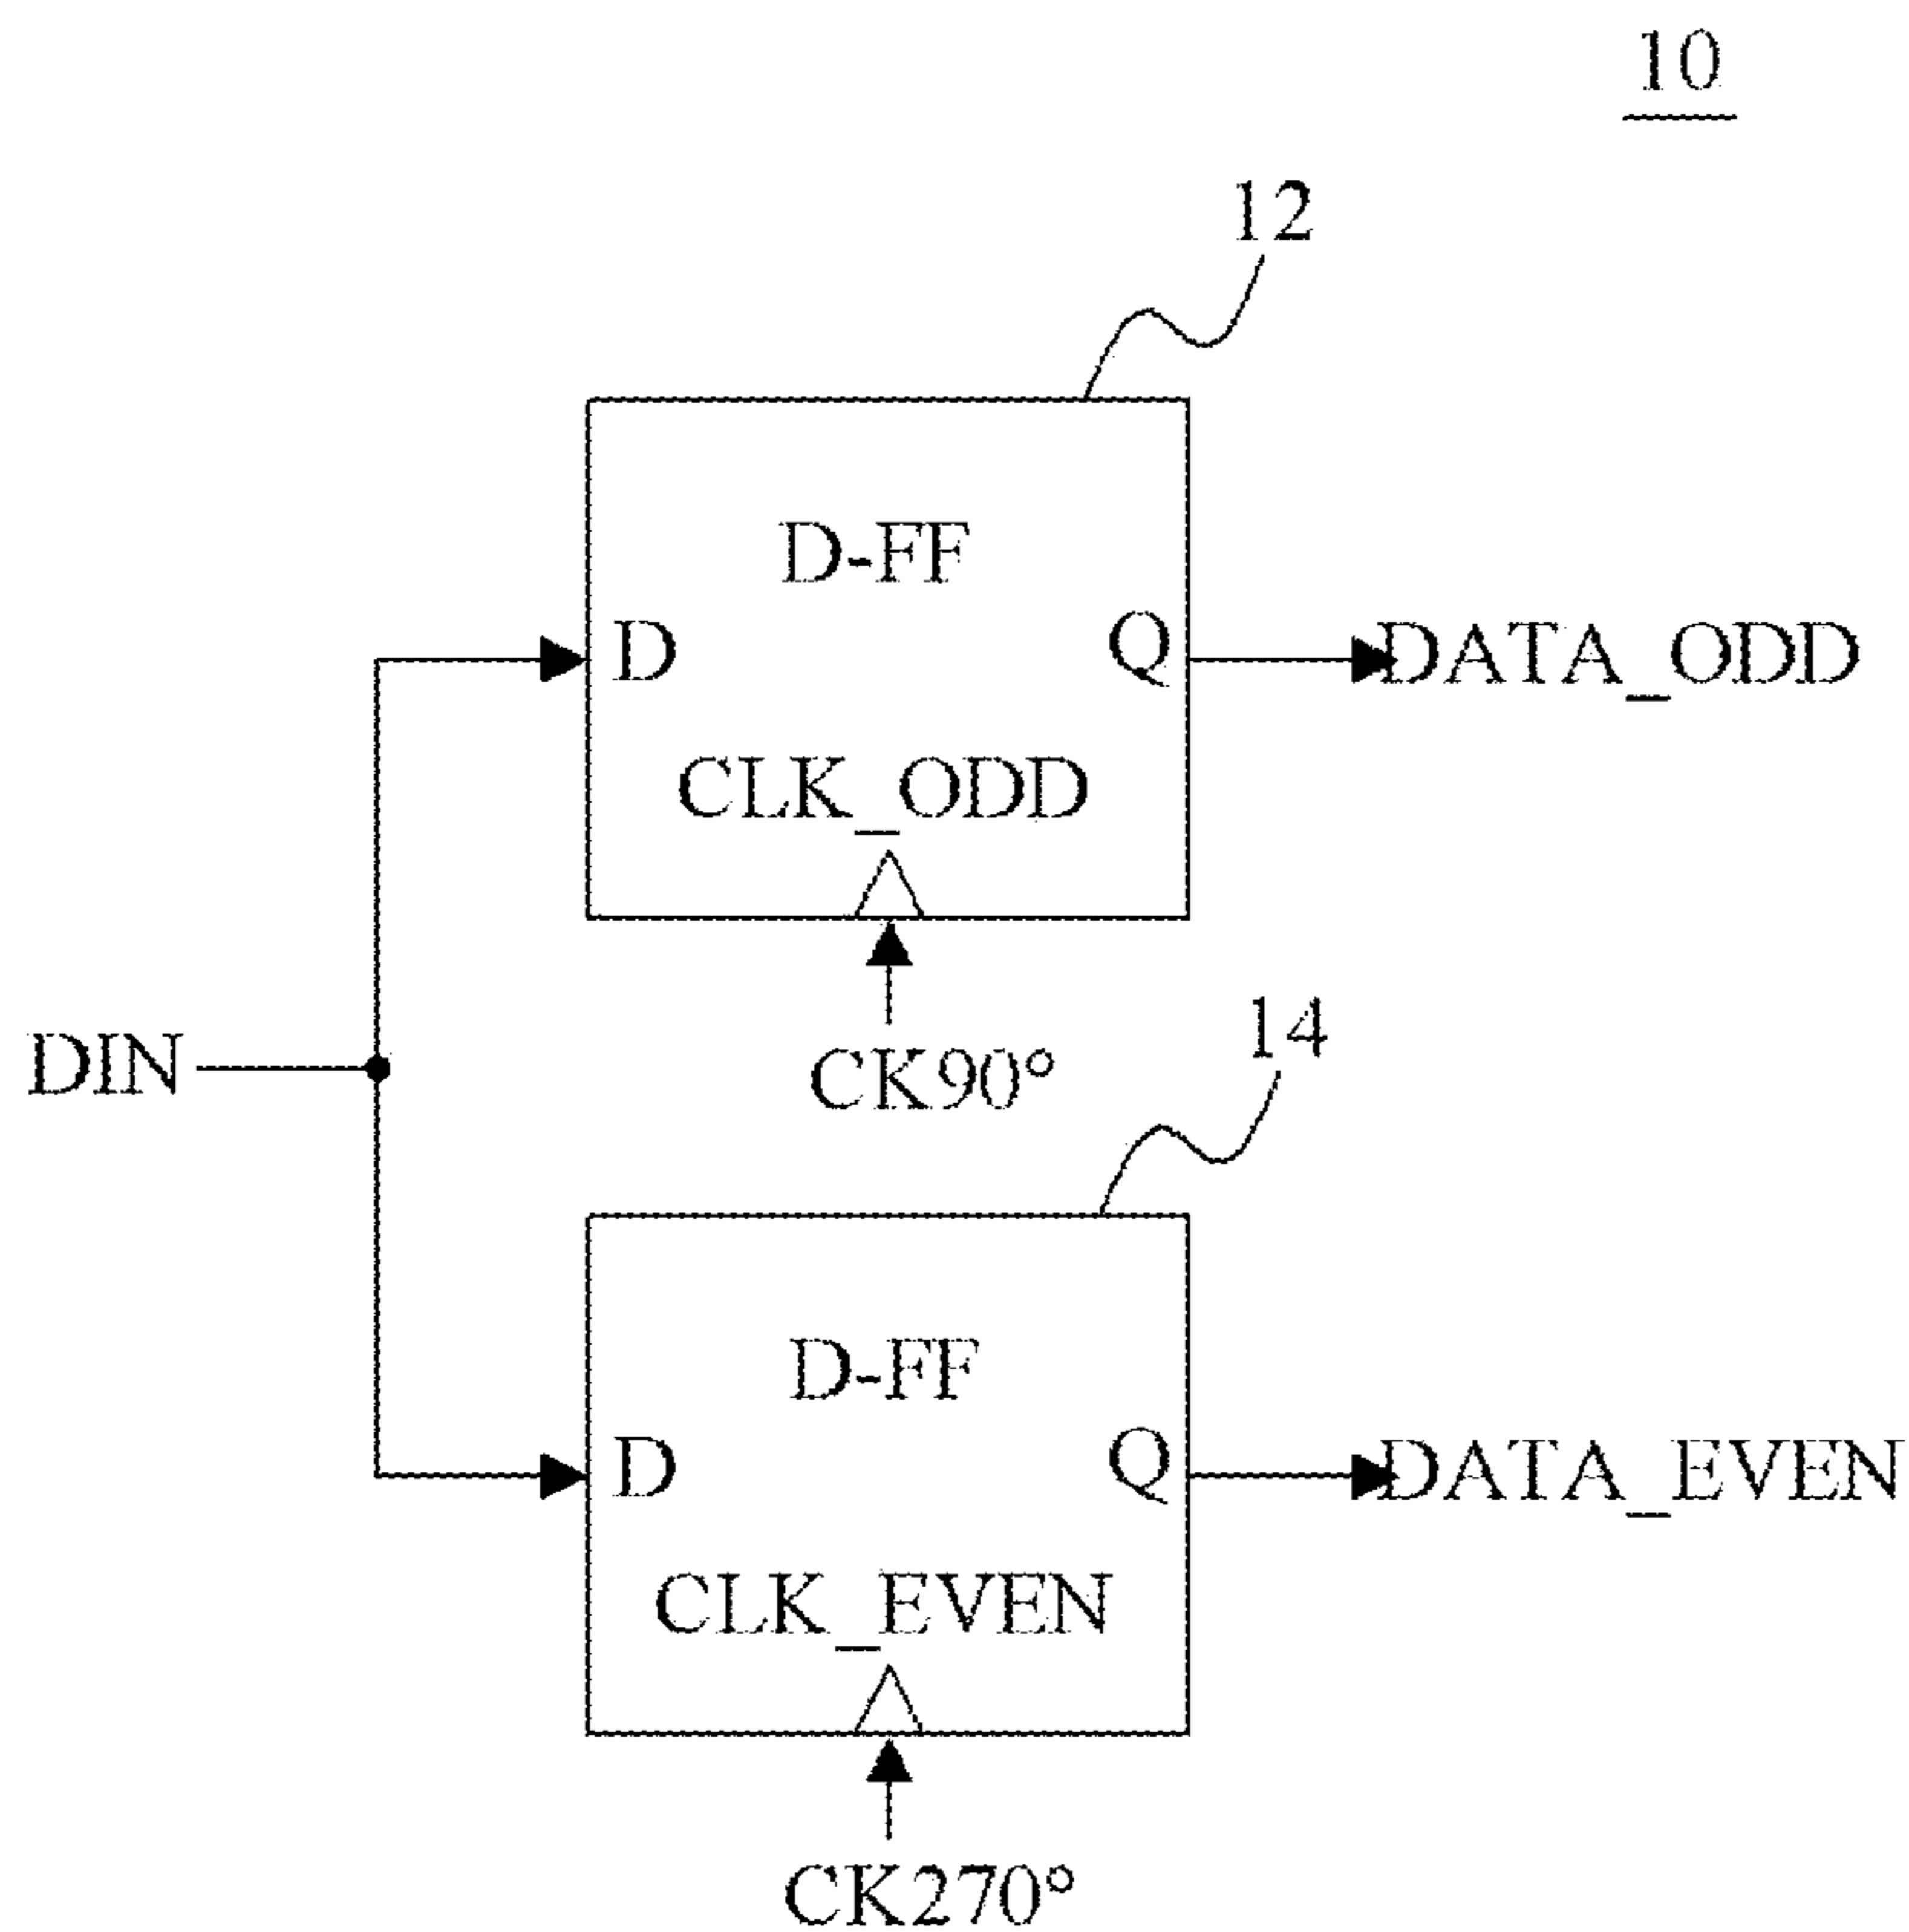 10
12
D-FF
D
Q
DATA_ODD
CLK_ODD
CK90°
DIN
14
D-FF
D
Q
DATA_EVEN
CLK_EVEN
CK270°